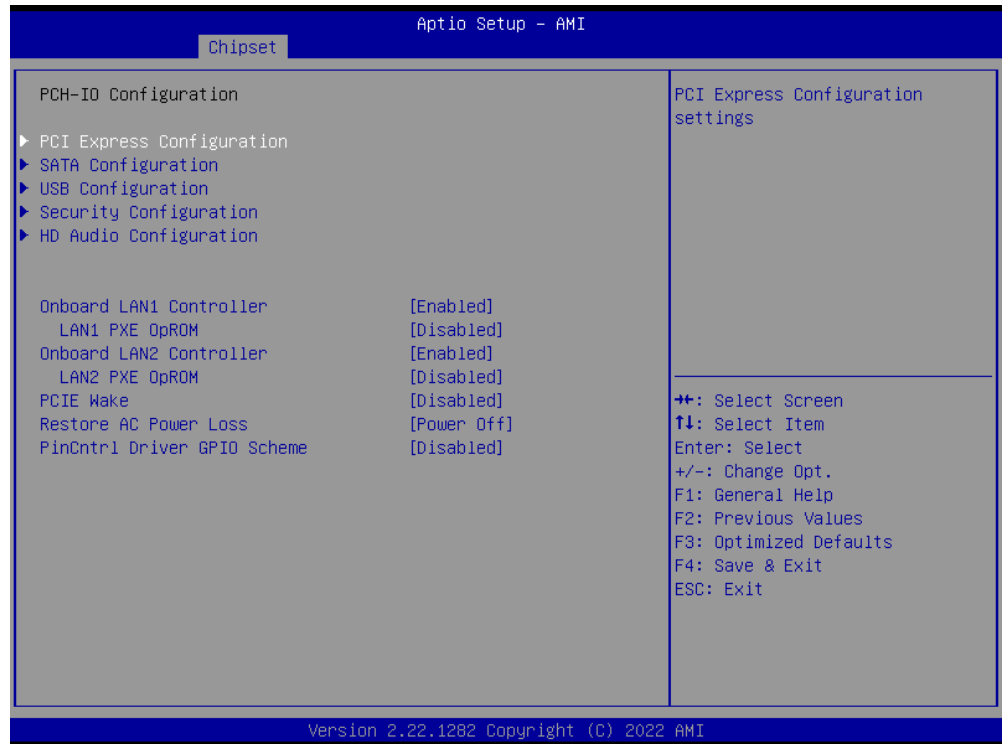 Aptio Setup – AMI
Chipset
PCH-IO Configuration
PCI Express Configuration
SATA Configuration
USB Configuration
Security Configuration
HD Audio Configuration
Onboard LAN1 Controller [Enabled]
LAN1 PXE OpROM [Disabled]
Onboard LAN2 Controller [Enabled]
LAN2 PXE OpROM [Disabled]
PCIE Wake [Disabled]
Restore AC Power Loss [Power Off]
PinCntrl Driver GPIO Scheme [Disabled]
PCI Express Configuration
settings
→←: Select Screen
↑↓: Select Item
Enter: Select
+/-: Change Opt.
F1: General Help
F2: Previous Values
F3: Optimized Defaults
F4: Save & Exit
ESC: Exit
Version 2.22.1282 Copyright (C) 2022 AMI